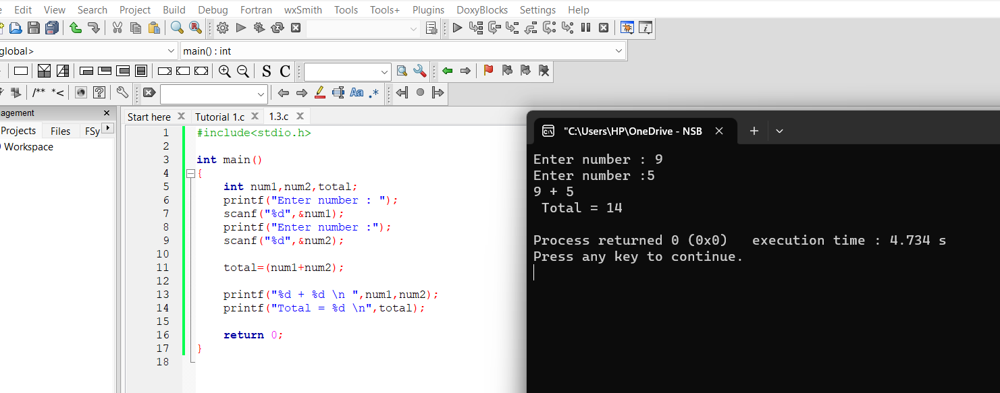 Edit View Search Project Build Debug Fortran wxSmith Tools Tools+ Plugins DoxyBlocks Settings Help
global>
main() : int
S C
/** *<
Aa .*
agement
Projects Files FSy
Workspace
Start here Tutorial 1.c 1.3.c
1 #include<stdio.h>
2
3 int main()
4 {
5 int num1,num2,total;
6 printf("Enter number : ");
7 scanf("%d",&num1);
8 printf("Enter number :");
9 scanf("%d",&num2);
10
11 total=(num1+num2);
12
13 printf("%d + %d \n ",num1,num2);
14 printf("Total = %d \n",total);
15
16 return 0;
17 }
18
"C:\Users\HP\OneDrive - NSB
Enter number : 9
Enter number :5
9 + 5
Total = 14
Process returned 0 (0x0) execution time : 4.734 s
Press any key to continue.